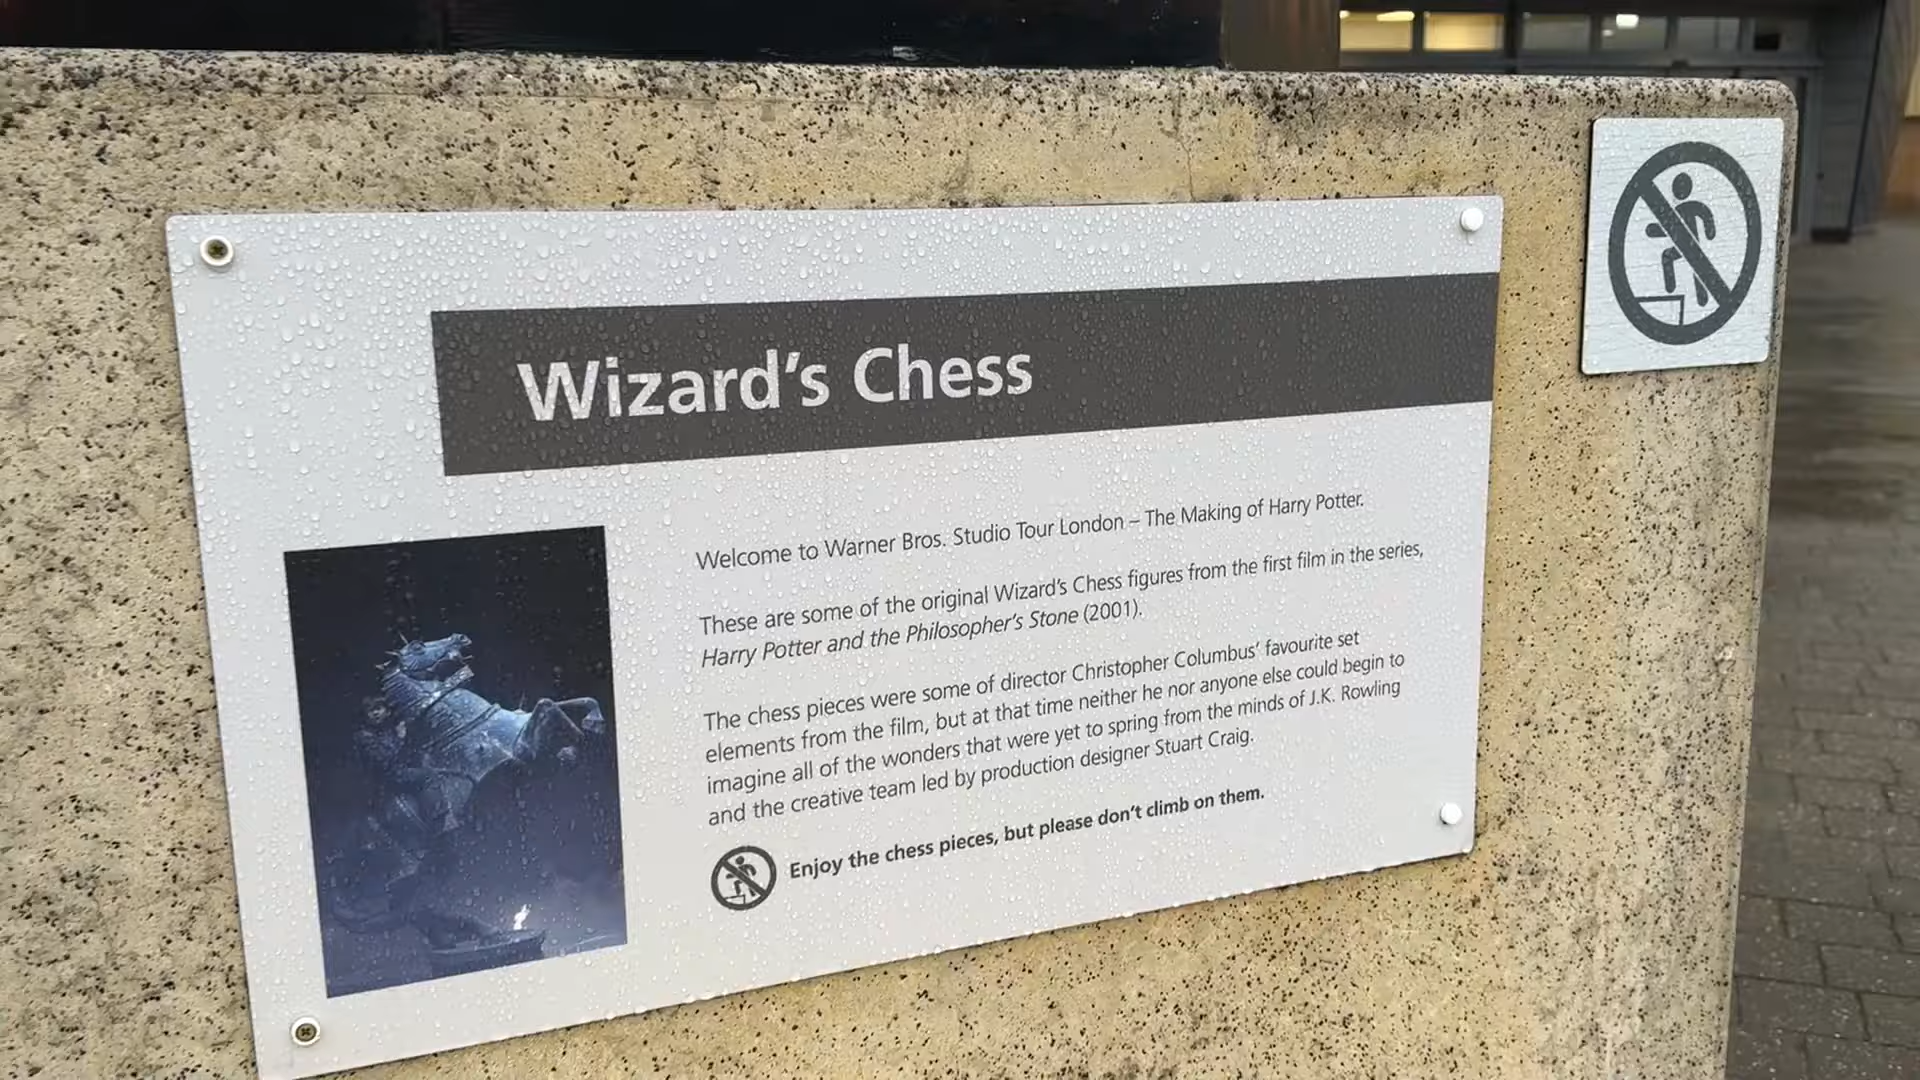 Wizard's Chess
Welcome to Warner Bros. Studio Tour London – The Making of Harry Potter.
These are some of the original Wizard's Chess figures from the first film in the series,
Harry Potter and the Philosopher's Stone (2001).
The chess pieces were some of director Christopher Columbus' favourite set
elements from the film, but at that time neither he nor anyone else could begin to
imagine all of the wonders that were yet to spring from the minds of J.K. Rowling
and the creative team led by production designer Stuart Craig.
Enjoy the chess pieces, but please don't climb on them.